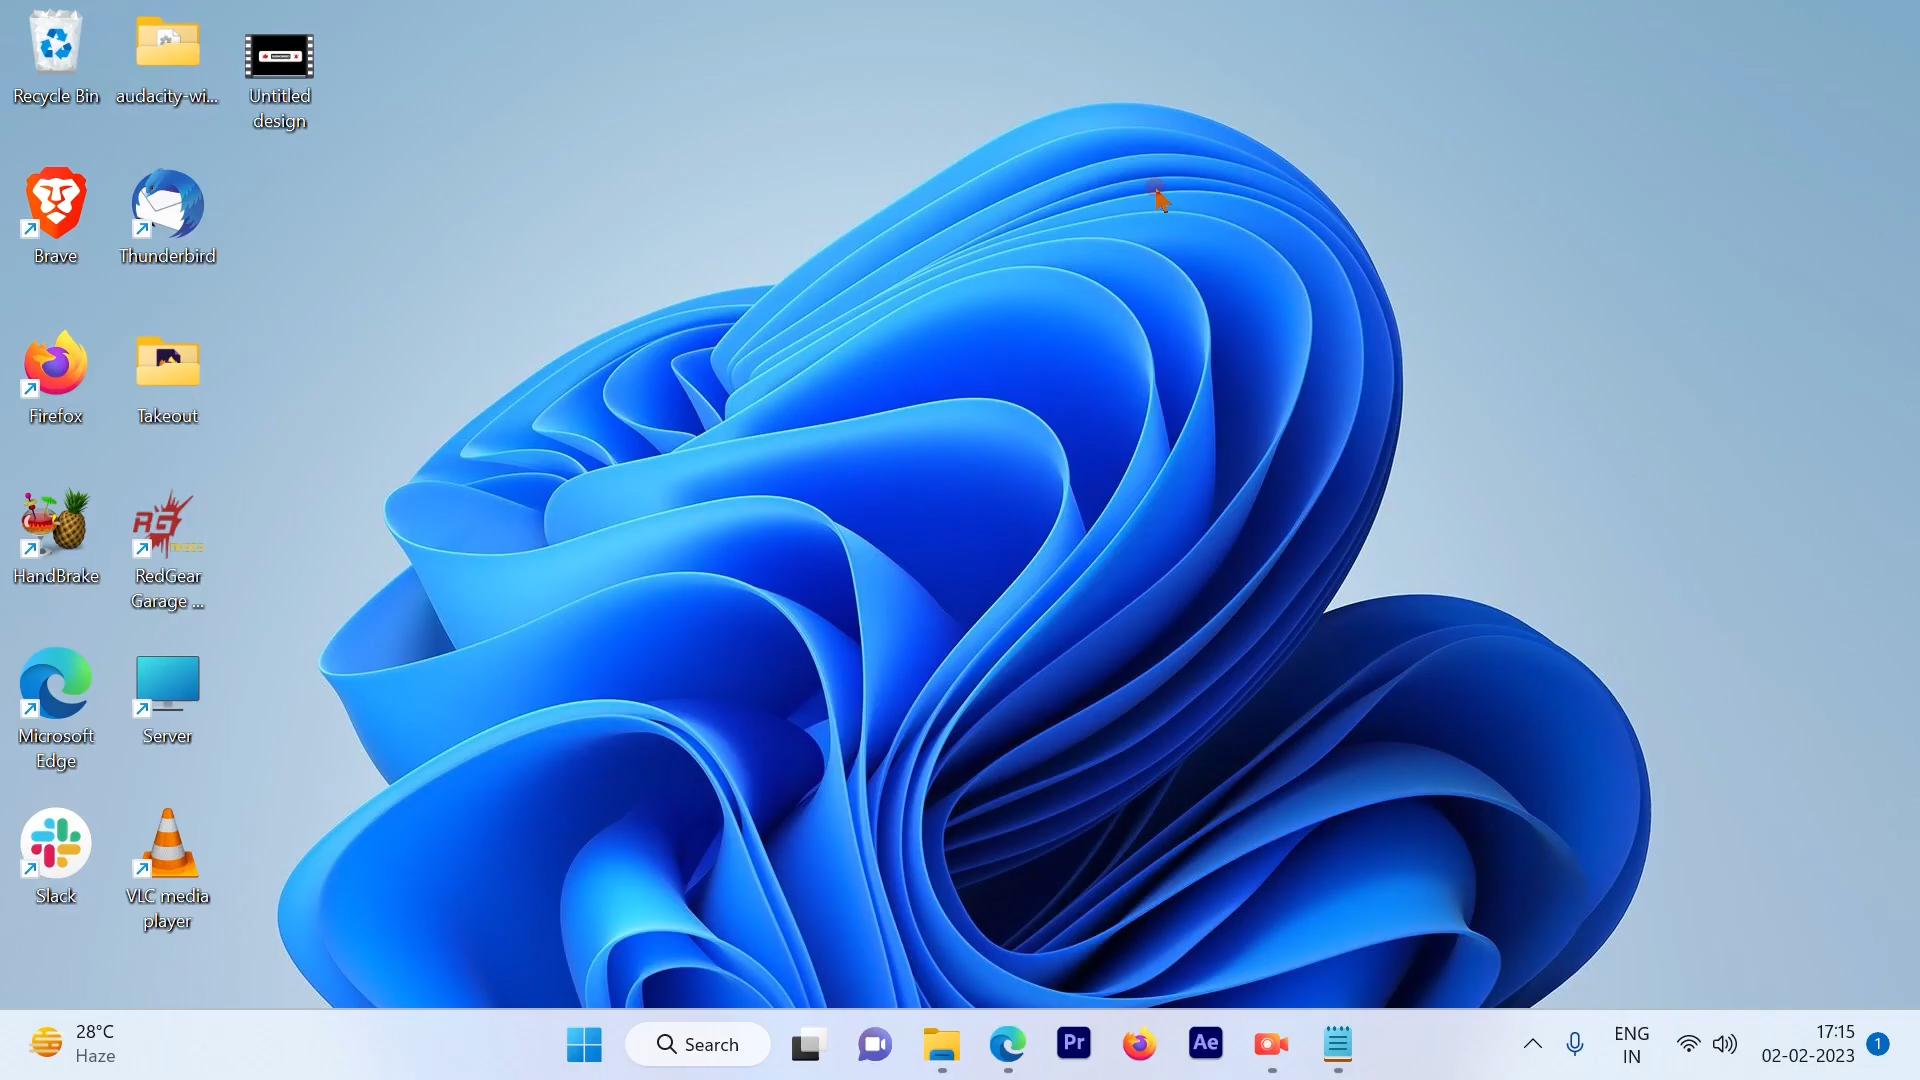 Recycle Bin
audacity-wi...
Untitled
design
Brave
Thunderbird
Firefox
Takeout
HandBrake
RG
RedGear
Garage ...
Microsoft
Edge
Server
Slack
VLC media
player
28°C
Haze
Search
Pr
Ae
ENG
IN
17:15
02-02-2023
1